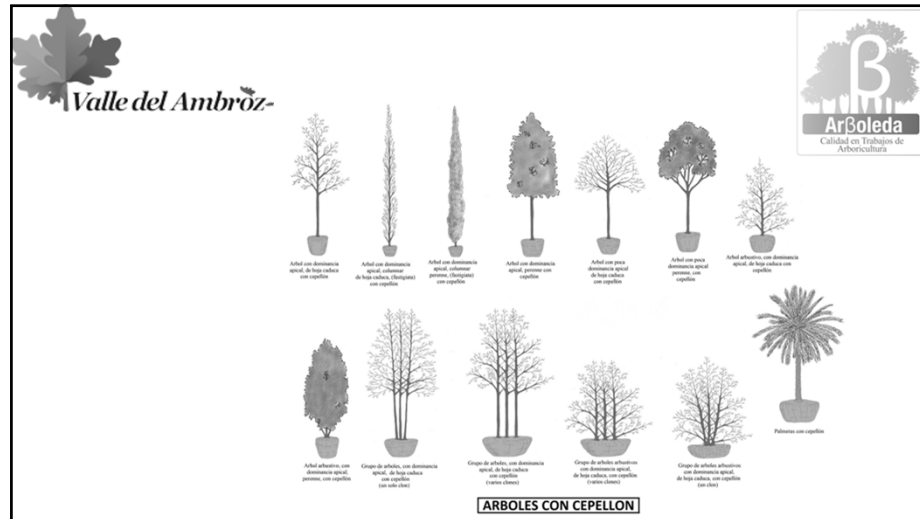 Valle del Ambroz
β
Arβoleda
Calidad en Trabajos de
Arboricultura
Arbol con dominancia
apical, de hoja caduca
con cepellón
Arbol con dominancia
apical, columnar
de hoja caduca, (fastigiata)
con cepellón
Arbol con dominancia
apical, columnar
perenne, (fastigiata)
con cepellón
Arbol con dominancia
apical, perenne con
cepellón
Arbol con poca
dominancia apical
de hoja caduca
con cepellón
Arbol con poca
dominancia apical
perenne, con
cepellón
Arbol arbustivo, con dominancia
apical, de hoja caduca con
cepellón
Arbol arbustivo, con
dominancia apical,
perenne, con cepellón
Grupo de arboles, con dominancia
apical, de hoja caduca
con cepellón
(un solo clon)
Grupo de arboles, con dominancia
apical, de hoja caduca
con cepellón
(varios clones)
Grupo de arboles arbustivos
con dominancia apical,
de hoja caduca, con cepellón
(varios clones)
Grupo de arboles arbustivos
con dominancia apical,
de hoja caduca, con cepellón
(un clon)
Palmeras con cepellón
ARBOLES CON CEPELLON